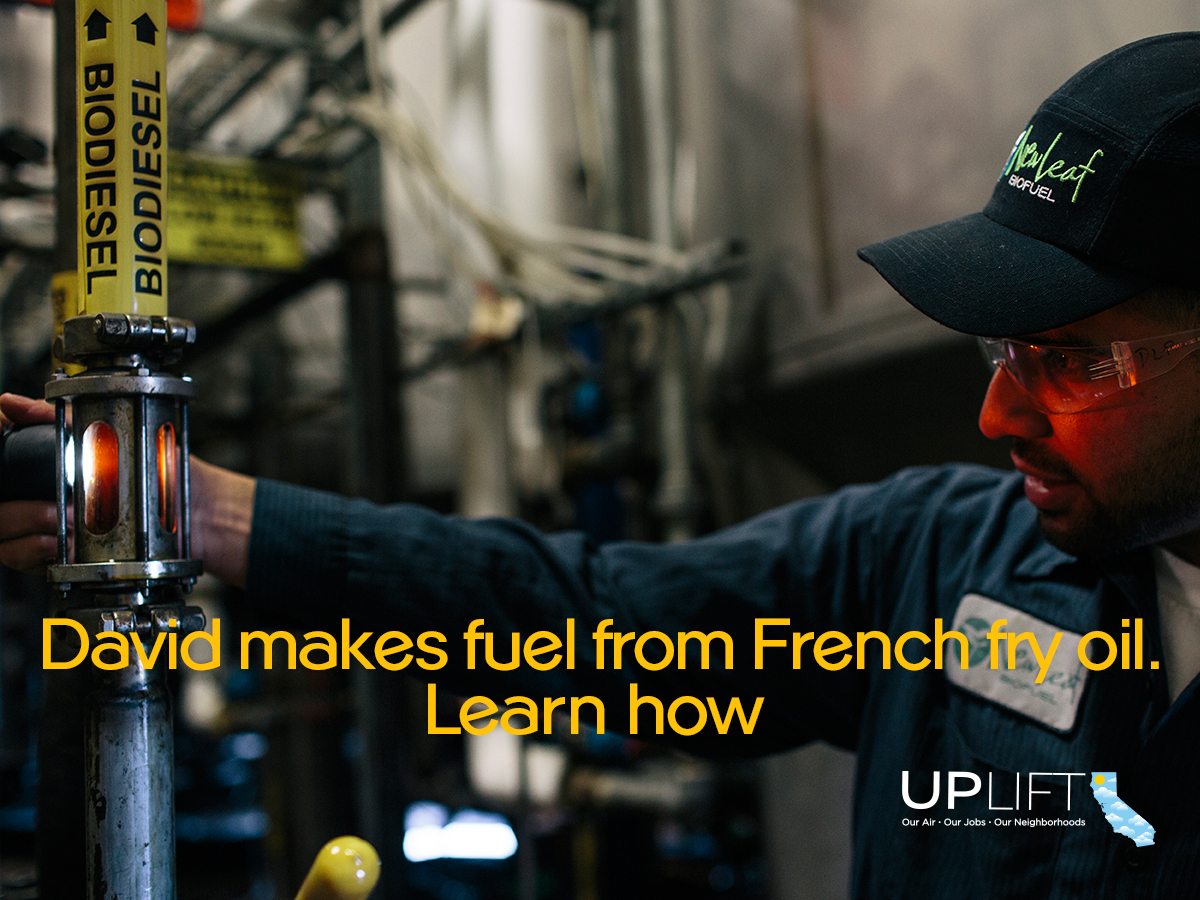 BIODIESEL
BIODIESEL
NewLeaf
BIOFUEL
David makes fuel from French fry oil.
Learn how
UPLIFT
Our Air • Our Jobs • Our Neighborhoods